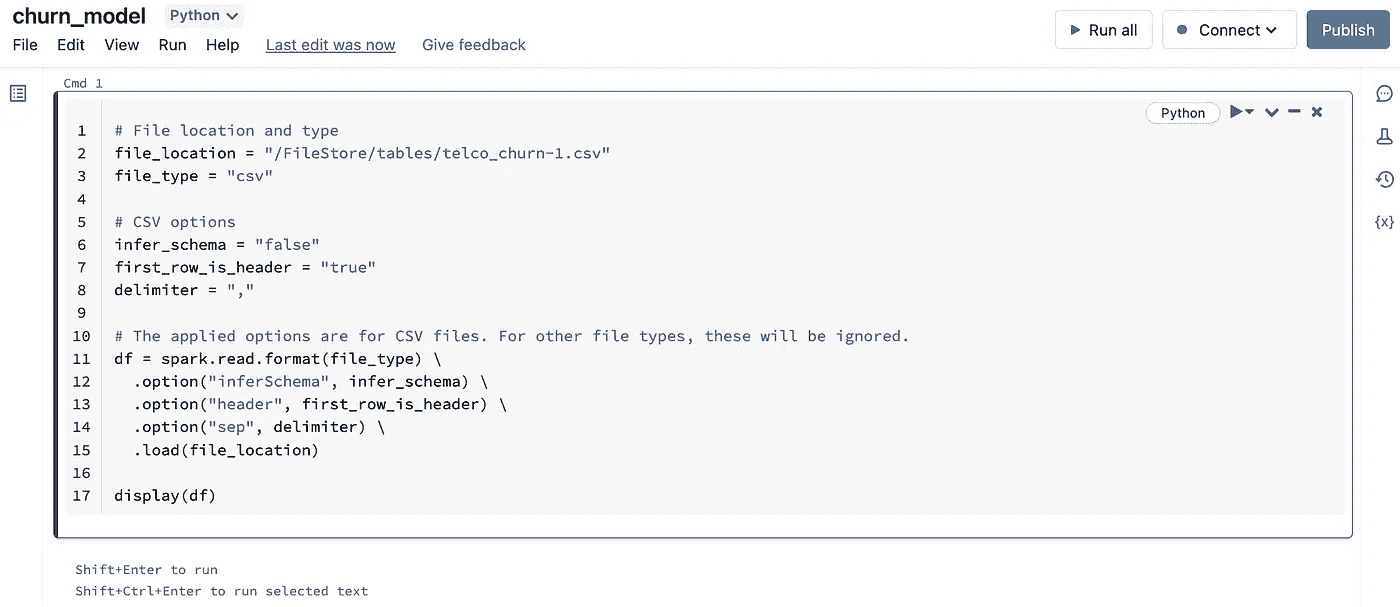 churn_model Python
File Edit View Run Help Last edit was now Give feedback
Run all Connect Publish
Cmd 1
Python
1 # File location and type
2 file_location = "/FileStore/tables/telco_churn-1.csv"
3 file_type = "csv"
4
5 # CSV options
6 infer_schema = "false"
7 first_row_is_header = "true"
8 delimiter = ","
9
10 # The applied options are for CSV files. For other file types, these will be ignored.
11 df = spark.read.format(file_type) \
12   .option("inferSchema", infer_schema) \
13   .option("header", first_row_is_header) \
14   .option("sep", delimiter) \
15   .load(file_location)
16
17 display(df)
{x}
Shift+Enter to run
Shift+Ctrl+Enter to run selected text